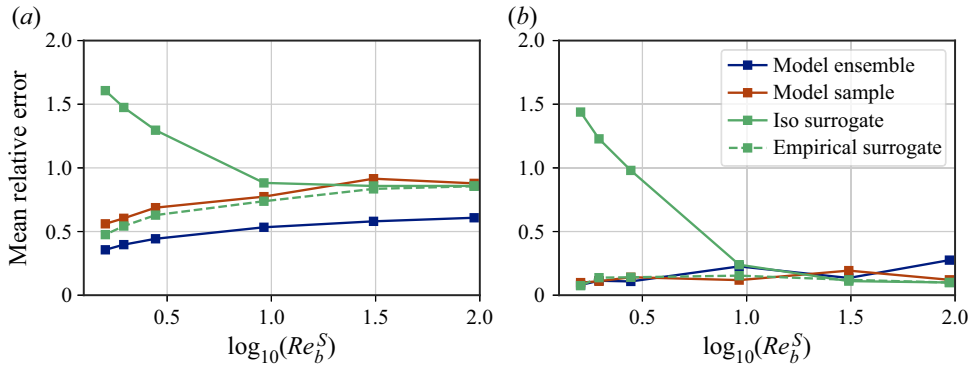 (a)
(b)
2.0
1.5
1.0
0.5
0
Mean relative error
0.5
1.0
1.5
2.0
log₁₀(Reᵇˢ)
2.0
1.5
1.0
0.5
0
Model ensemble
Model sample
Iso surrogate
Empirical surrogate
0.5
1.0
1.5
2.0
log₁₀(Reᵇˢ)